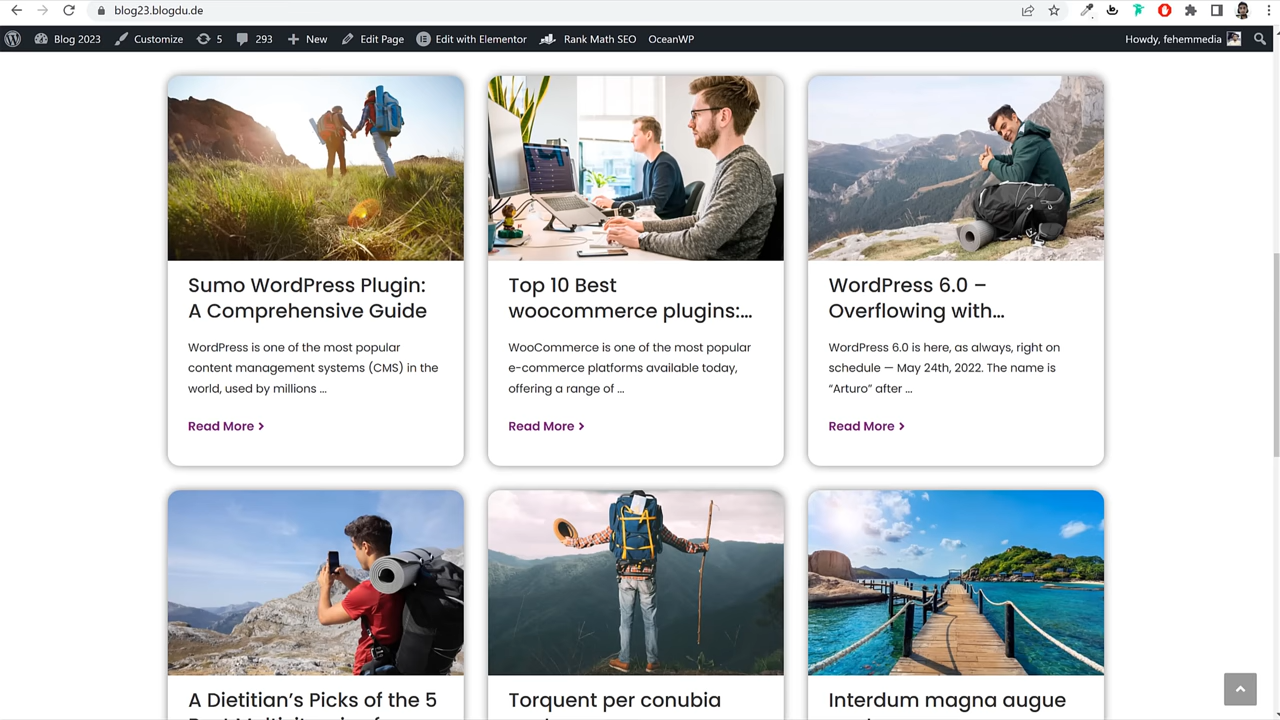 blog23.blogdu.de
Blog 2023 Customize 5 293 New Edit Page Edit with Elementor Rank Math SEO OceanWP Howdy, fehemmedia
Sumo WordPress Plugin:
A Comprehensive Guide
WordPress is one of the most popular
content management systems (CMS) in the
world, used by millions ...
Read More
Top 10 Best
woocommerce plugins:...
WooCommerce is one of the most popular
e-commerce platforms available today,
offering a range of ...
Read More
WordPress 6.0 –
Overflowing with...
WordPress 6.0 is here, as always, right on
schedule — May 24th, 2022. The name is
“Arturo” after ...
Read More
A Dietitian’s Picks of the 5
Torquent per conubia
Interdum magna augue